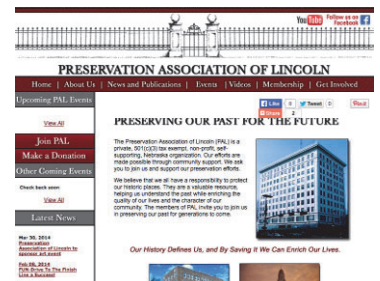 You Tube
Follow us on
Facebook
PRESERVATION ASSOCIATION OF LINCOLN
Home | About Us | News and Publications | Events | Videos | Membership | Get Involved
Upcoming PAL Events
View All
Join PAL
Make a Donation
Other Coming Events
Check back soon
View All
Latest News
Mar 30, 2014
Preservation
Association of Lincoln to
sponsor art event
Feb 06, 2014
FUN Drive To The Finish
Line a Success!
Like 0 Tweet 0 Pin it
Share 2
PRESERVING OUR PAST FOR THE FUTURE
The Preservation Association of Lincoln (PAL) is a
private, 501(c)(3) tax exempt, non-profit, self-
supporting, Nebraska organization. Our efforts are
made possible through community support. We ask
you to join us and support our preservation efforts.
We believe that we all have a responsibility to protect
our historic places. They are a valuable resource,
helping us understand the past while enriching the
quality of our lives and the character of our
community. The members of PAL invite you to join us
in preserving our past for generations to come.
Our History Defines Us, and By Saving It We Can Enrich Our Lives.